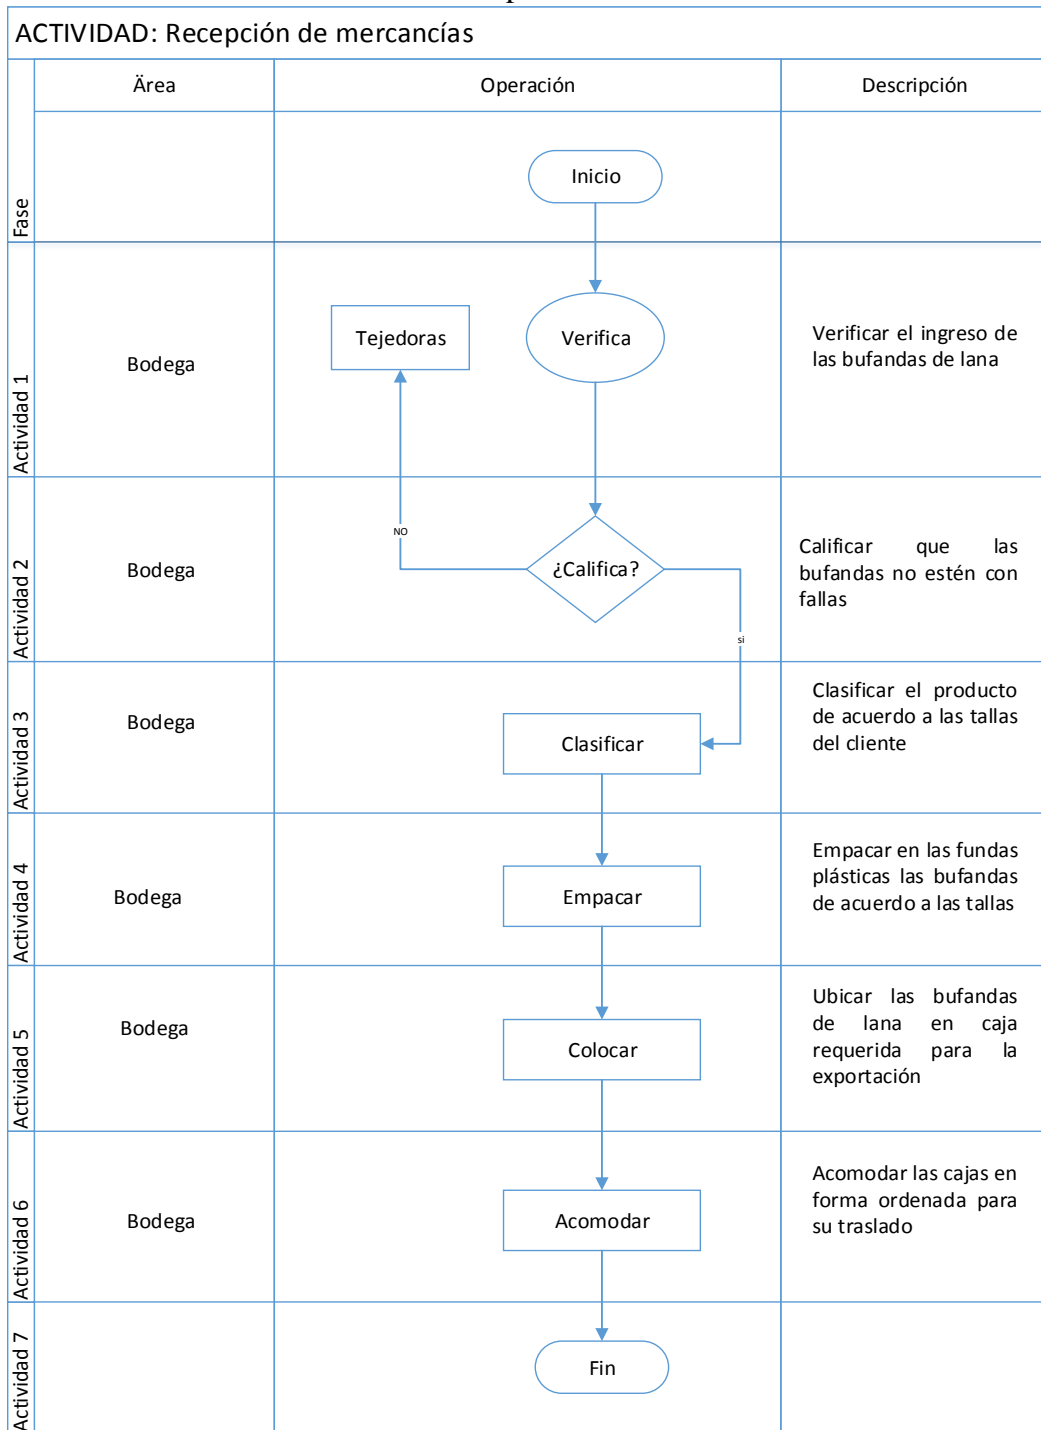 ACTIVIDAD: Recepción de mercancías
Ärea
Operación
Descripción
Fase
Inicio
Actividad 1
Bodega
Tejedoras
Verifica
Verificar el ingreso de
las bufandas de lana
Actividad 2
Bodega
NO
¿Califica?
si
Calificar que las
bufandas no estén con
fallas
Actividad 3
Bodega
Clasificar
Clasificar el producto
de acuerdo a las tallas
del cliente
Actividad 4
Bodega
Empacar
Empacar en las fundas
plásticas las bufandas
de acuerdo a las tallas
Actividad 5
Bodega
Colocar
Ubicar las bufandas
de lana en caja
requerida para la
exportación
Actividad 6
Bodega
Acomodar
Acomodar las cajas en
forma ordenada para
su traslado
Actividad 7
Fin